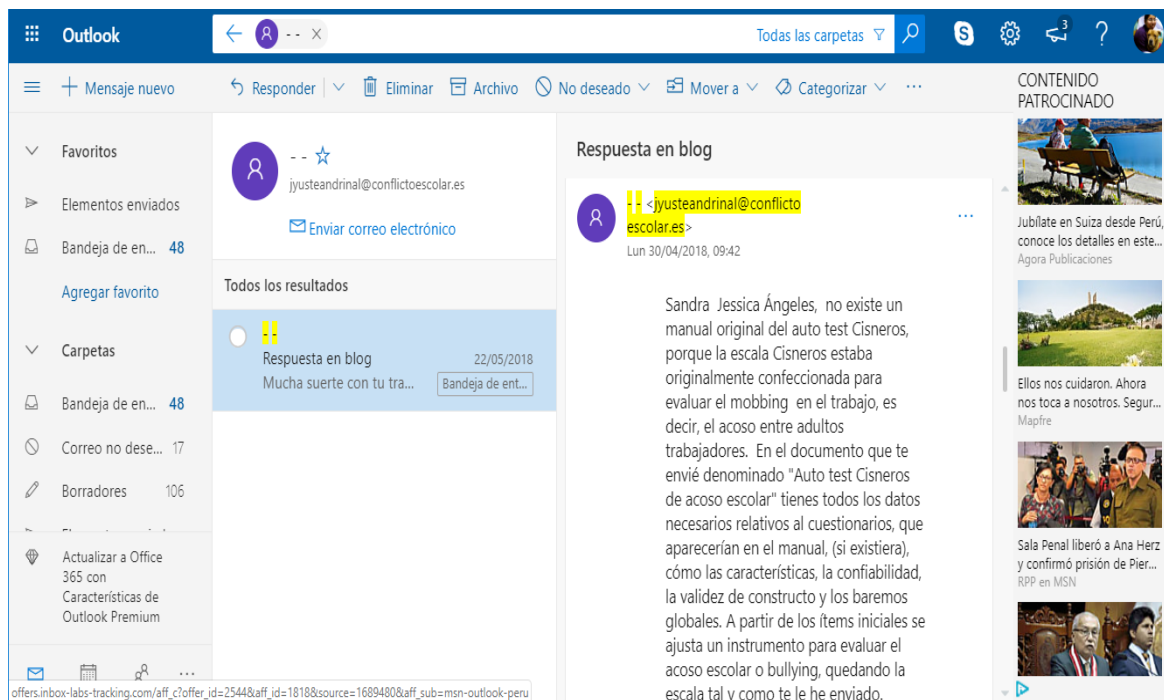 Outlook
- -
Todas las carpetas
3
Mensaje nuevo
Responder
Eliminar
Archivo
No deseado
Mover a
Categorizar
Favoritos
Elementos enviados
Bandeja de en... 48
Agregar favorito
Carpetas
Bandeja de en... 48
Correo no dese... 17
Borradores 106
Actualizar a Office
365 con
Características de
Outlook Premium
- -
jyusteandrinal@conflictoescolar.es
Enviar correo electrónico
Todos los resultados
- -
Respuesta en blog 22/05/2018
Mucha suerte con tu tra... Bandeja de ent...
Respuesta en blog
- - <jyusteandrinal@conflicto
escolar.es>
Lun 30/04/2018, 09:42
Sandra Jessica Ángeles, no existe un
manual original del auto test Cisneros,
porque la escala Cisneros estaba
originalmente confeccionada para
evaluar el mobbing en el trabajo, es
decir, el acoso entre adultos
trabajadores. En el documento que te
envié denominado "Auto test Cisneros
de acoso escolar" tienes todos los datos
necesarios relativos al cuestionarios, que
aparecerían en el manual, (si existiera),
cómo las características, la confiabilidad,
la validez de constructo y los baremos
globales. A partir de los ítems iniciales se
ajusta un instrumento para evaluar el
acoso escolar o bullying, quedando la
escala tal y como te le he enviado.
CONTENIDO
PATROCINADO
Jubílate en Suiza desde Perú,
conoce los detalles en este...
Agora Publicaciones
Ellos nos cuidaron. Ahora
nos toca a nosotros. Segur...
Mapfre
Sala Penal liberó a Ana Herz
y confirmó prisión de Pier...
RPP en MSN
offers.inbox-labs-tracking.com/aff_c?offer_id=2544&aff_id=1818&source=1689480&aff_sub=msn-outlook-peru